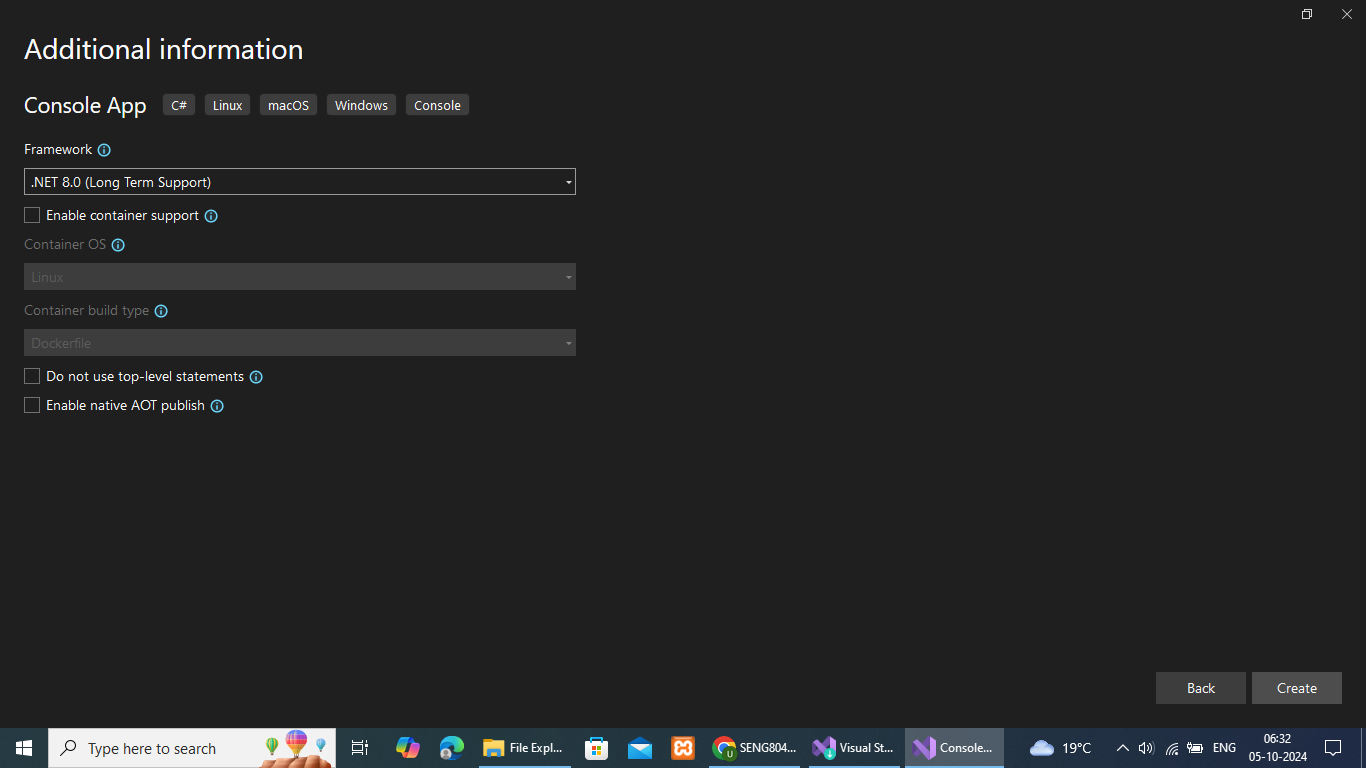 Additional information
Console App C# Linux macOS Windows Console
Framework
.NET 8.0 (Long Term Support)
Enable container support
Container OS
Linux
Container build type
Dockerfile
Do not use top-level statements
Enable native AOT publish
Back Create
Type here to search File Expl... SENG804... Visual St... Console... 19°C ENG 06:32
05-10-2024